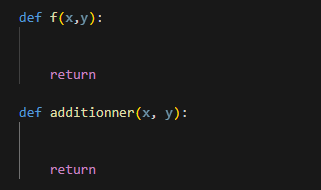 def f(x,y):
return
def additionner(x, y):
return